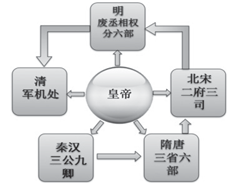 明
废丞相权
分六部
清
军机处
皇帝
北宋
二府三
司
秦汉
三公九
卿
隋唐
三省六
部